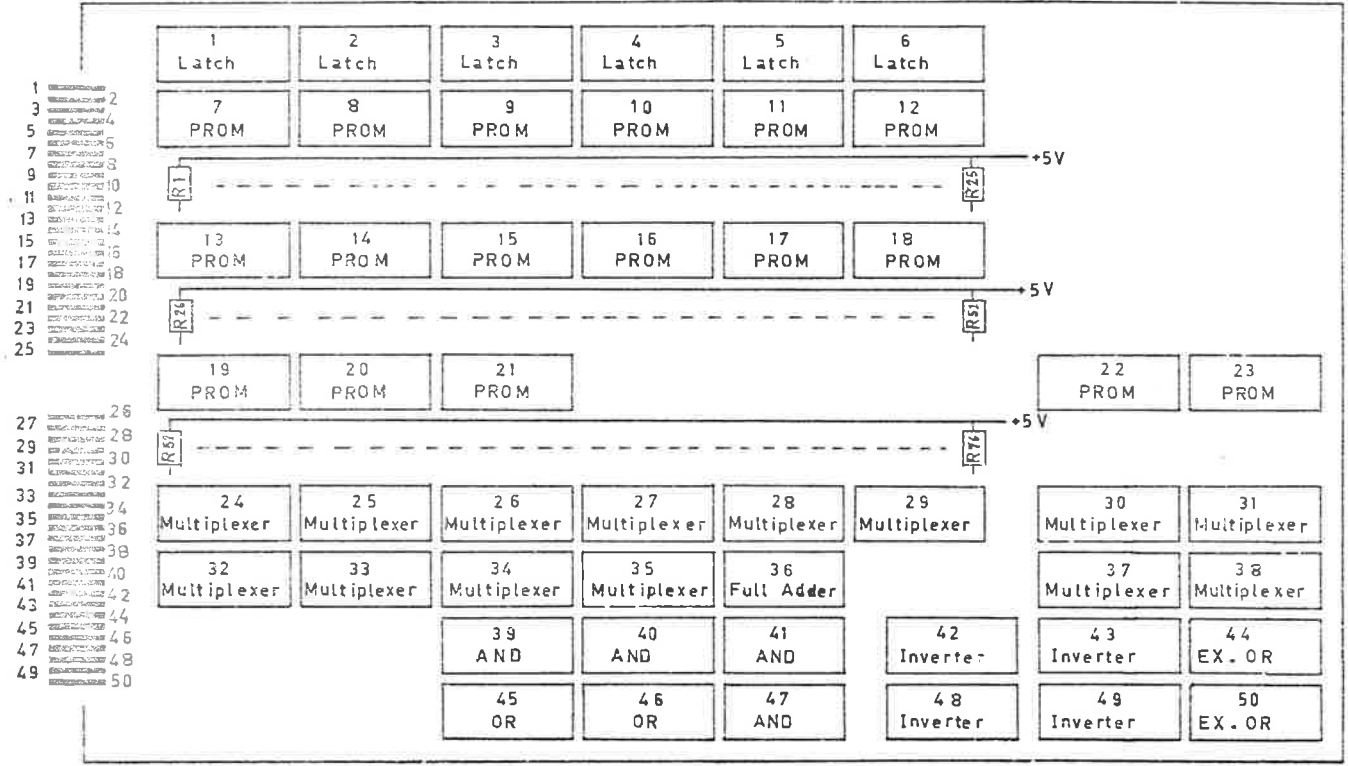 1 2 3 4 5 6
Latch Latch Latch Latch Latch Latch
1
2
3
4
7 8 9 10 11 12
PROM PROM PROM PROM PROM PROM
5
6
7
8
+5V
9
10
R1 R25
11
12
13
14
13 14 15 16 17 18
PROM PROM PROM PROM PROM PROM
15
16
17
18
19
20
+5V
21
22
R26 R51
23
24
25
19 20 21 22 23
PROM PROM PROM PROM PROM
26
27
+5V
28
29
30
R52 R76
31
32
33
34
24 25 26 27 28 29 30 31
Multiplexer Multiplexer Multiplexer Multiplexer Multiplexer Multiplexer Multiplexer Multiplexer
35
36
37
38
39
40
32 33 34 35 36 37 38
Multiplexer Multiplexer Multiplexer Multiplexer Full Adder Multiplexer Multiplexer
41
42
43
44
45
46
39 40 41 42 43 44
AND AND AND Inverter Inverter EX.OR
47
48
49
50
45 46 47 48 49 50
OR OR AND Inverter Inverter EX.OR